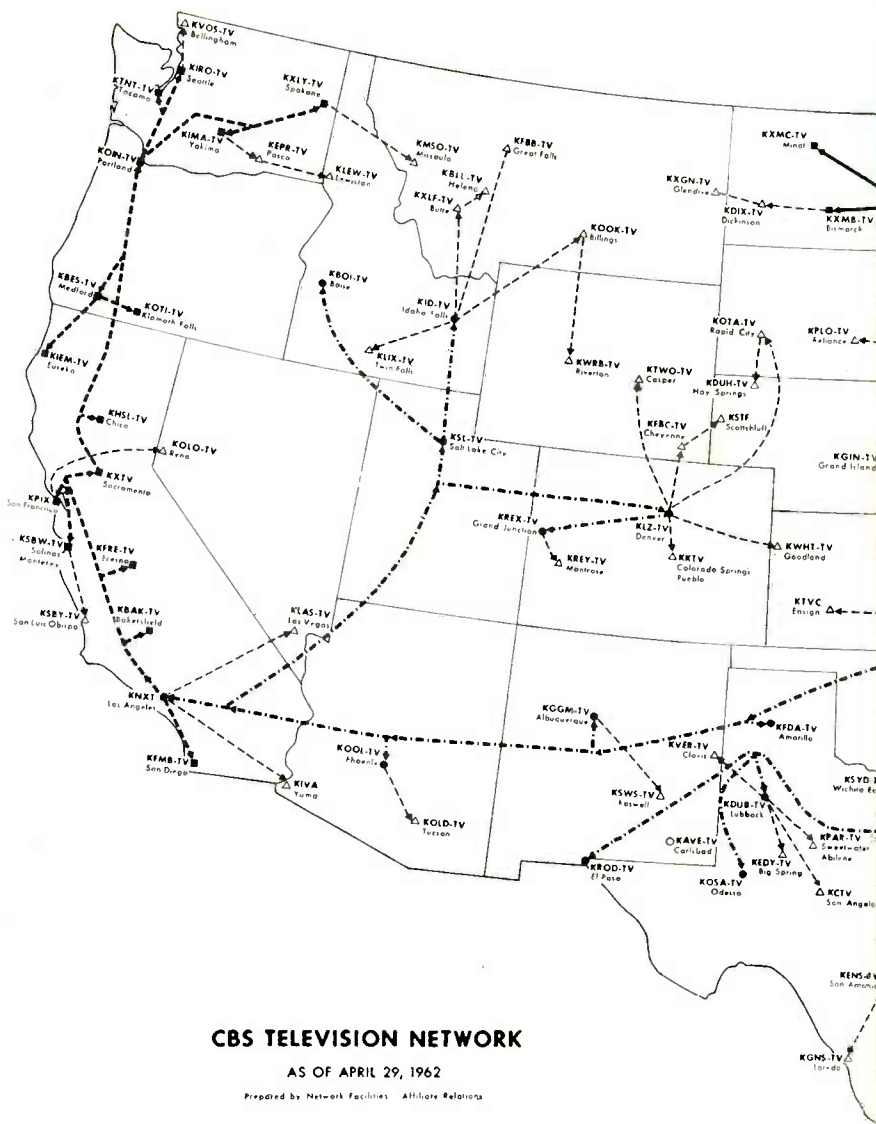 KVOS-TV
Bellingham
KIRO-TV
Seattle
KTNT-TV
Tacoma
KXLY-TV
Spokane
KIMA-TV
Yakima
KEPR-TV
Pasco
KOIN-TV
Portland
KLEW-TV
Lewiston
KMSO-TV
Missoula
KFBB-TV
Great Falls
KBLL-TV
Helena
KXLF-TV
Butte
KOOK-TV
Billings
KXMC-TV
Minot
KXGN-TV
Glendive
KDIX-TV
Dickinson
KXMB-TV
Bismarck
KBES-TV
Medford
KOTI-TV
Klamath Falls
KIEM-TV
Eureka
KBOI-TV
Boise
KID-TV
Idaho Falls
KLIX-TV
Twin Falls
KWRB-TV
Riverton
KTWO-TV
Casper
KOTA-TV
Rapid City
KDUH-TV
Hay Springs
KPLO-TV
Reliance
KSTF
Scottsbluff
KFBC-TV
Cheyenne
KGIN-TV
Grand Island
KHSL-TV
Chico
KOLO-TV
Reno
KXTV
Sacramento
KPIX
San Francisco
KSL-TV
Salt Lake City
KREX-TV
Grand Junction
KREY-TV
Montrose
KLZ-TV
Denver
KKTV
Colorado Springs
Pueblo
KWHT-TV
Goodland
KTVC
Ensign
KSBW-TV
Salinas
Monterey
KFRE-TV
Fresno
KSBY-TV
San Luis Obispo
KBAK-TV
Bakersfield
KLAS-TV
Las Vegas
KNXT
Los Angeles
KFMB-TV
San Diego
KIVA
Yuma
KOOL-TV
Phoenix
KOLD-TV
Tucson
KGGM-TV
Albuquerque
KSWS-TV
Roswell
KVER-TV
Clovis
KFDA-TV
Amarillo
KSYD-
Wichita
KDUB-TV
Lubbock
KAVE-TV
Carlsbad
KPAR-TV
Sweetwater
Abilene
KEDY-TV
Big Spring
KROD-TV
El Paso
KOSA-TV
Odessa
KCTV
San Angelo
KENS-TV
San Antonio
KGNS-TV
Laredo
CBS TELEVISION NETWORK
AS OF APRIL 29, 1962
Prepared by Network Facilities Affiliate Relations